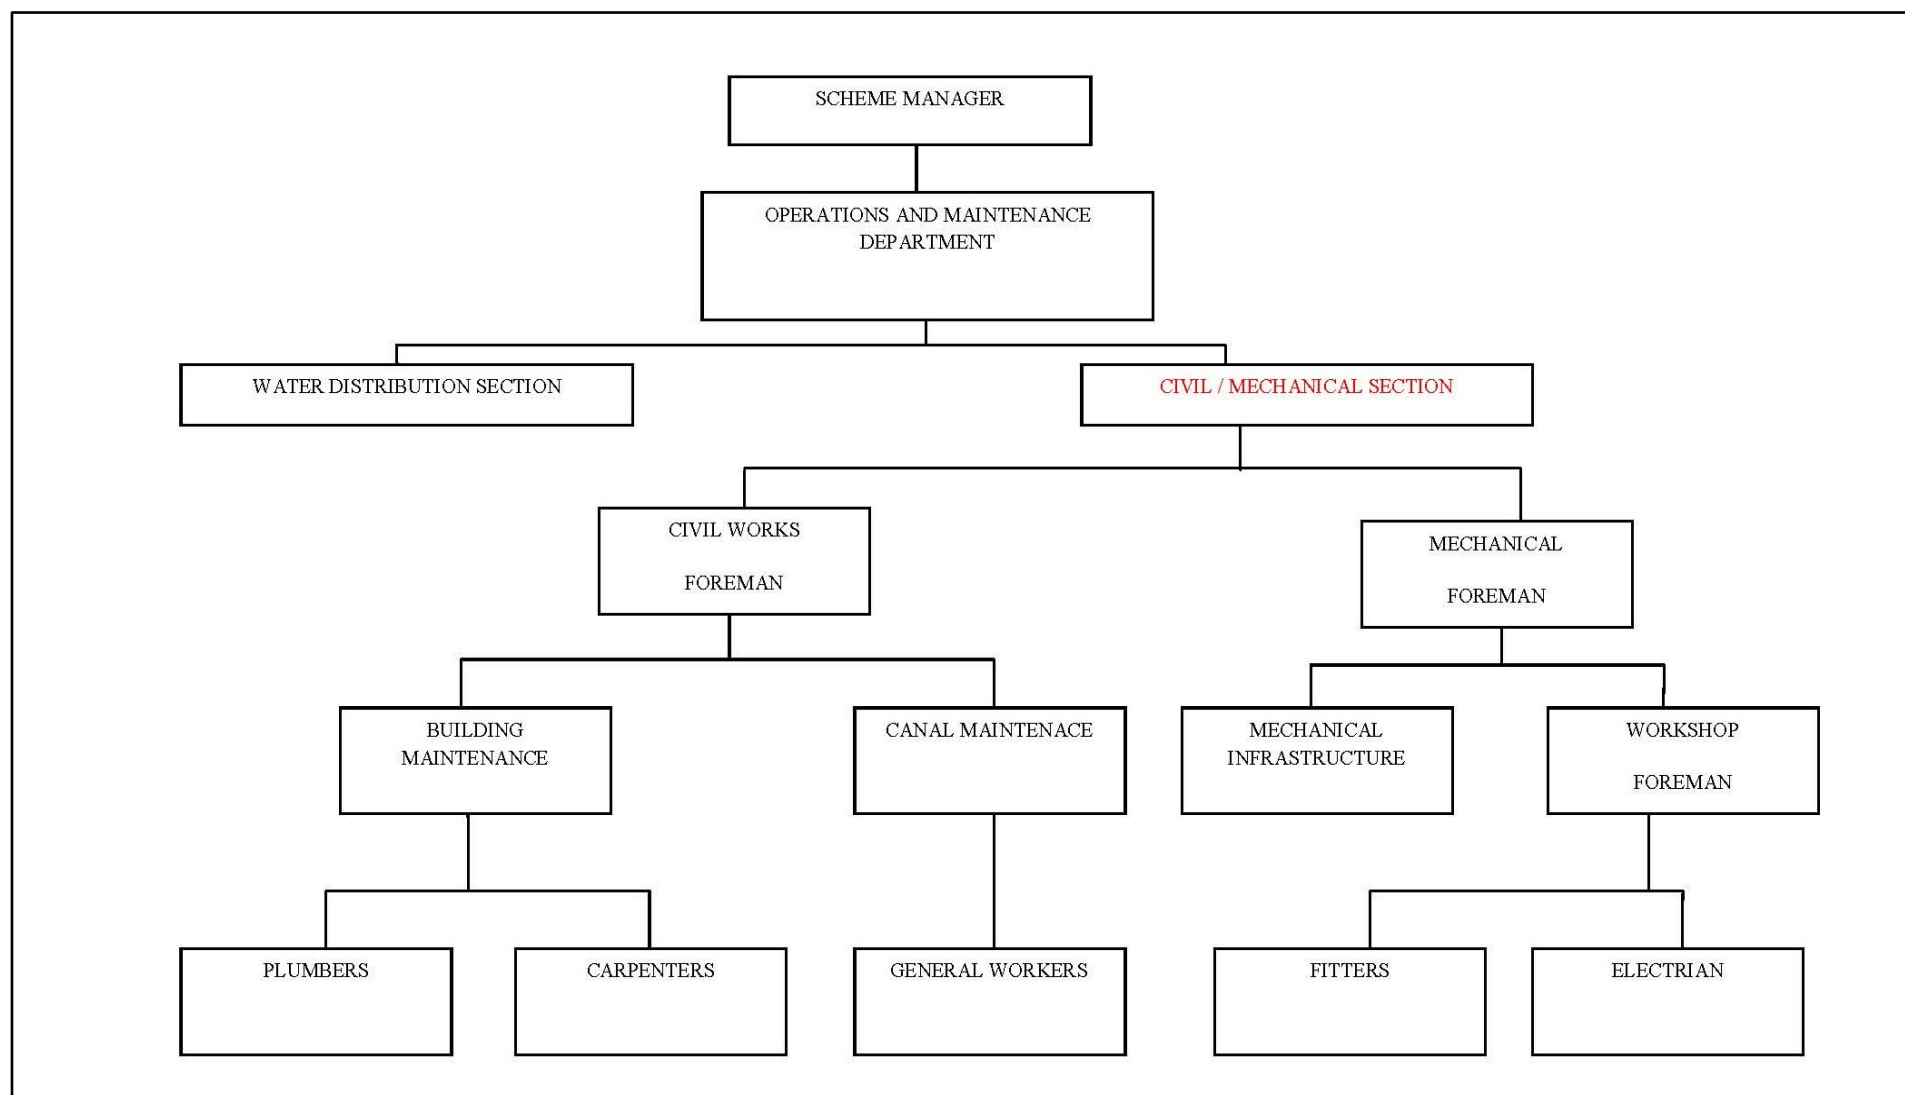 SCHEME MANAGER
OPERATIONS AND MAINTENANCE
DEPARTMENT
WATER DISTRIBUTION SECTION
CIVIL / MECHANICAL SECTION
CIVIL WORKS
FOREMAN
MECHANICAL
FOREMAN
BUILDING
MAINTENANCE
CANAL MAINTENACE
MECHANICAL
INFRASTRUCTURE
WORKSHOP
FOREMAN
PLUMBERS
CARPENTERS
GENERAL WORKERS
FITTERS
ELECTRIAN